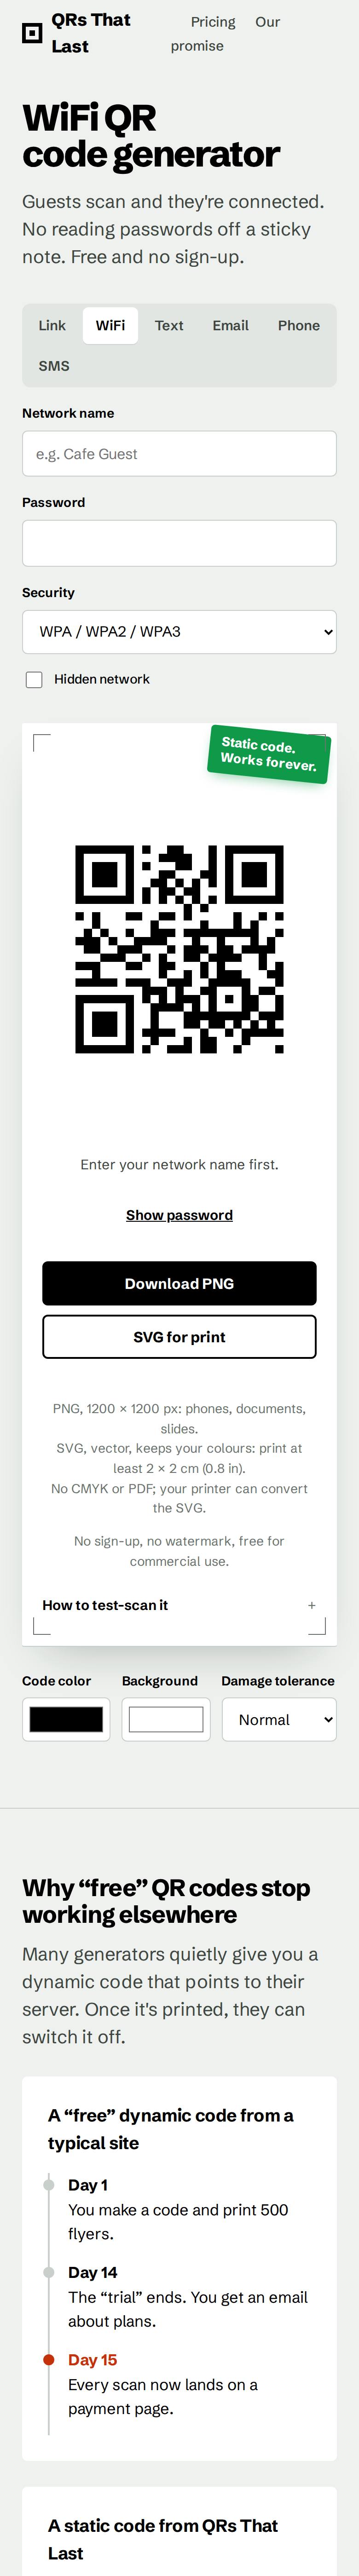 QRs That
Last
Pricing Our
promise
WiFi QR
code generator
Guests scan and they're connected.
No reading passwords off a sticky
note. Free and no sign-up.
Link WiFi Text Email Phone
SMS
Network name
e.g. Cafe Guest
Password
Security
WPA / WPA2 / WPA3
Hidden network
Static code.
Works forever.
Enter your network name first.
Show password
Download PNG
SVG for print
PNG, 1200 × 1200 px: phones, documents,
slides.
SVG, vector, keeps your colours: print at
least 2 × 2 cm (0.8 in).
No CMYK or PDF; your printer can convert
the SVG.
No sign-up, no watermark, free for
commercial use.
How to test-scan it +
Code color Background Damage tolerance
Normal
Why “free” QR codes stop
working elsewhere
Many generators quietly give you a
dynamic code that points to their
server. Once it's printed, they can
switch it off.
A “free” dynamic code from a
typical site
Day 1
You make a code and print 500
flyers.
Day 14
The “trial” ends. You get an email
about plans.
Day 15
Every scan now lands on a
payment page.
A static code from QRs That
Last